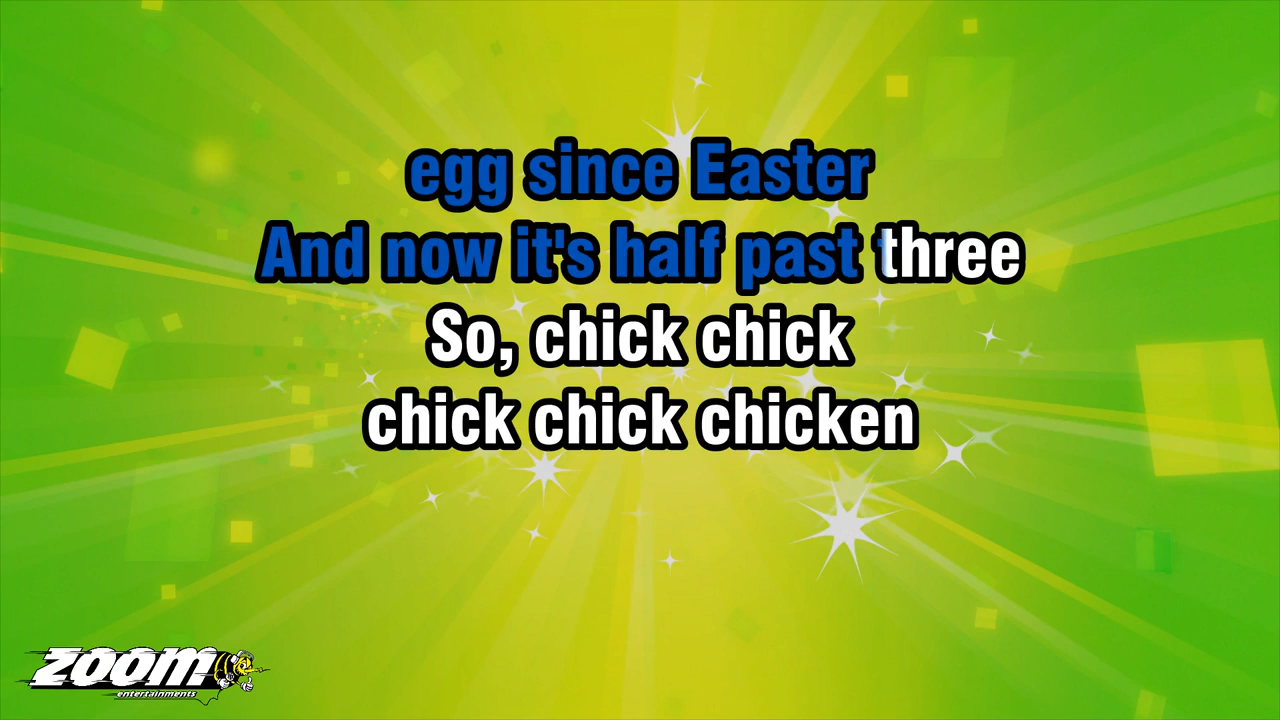 egg since Easter
And now it's half past three
So, chick chick
chick chick chicken
zoom
entertainments